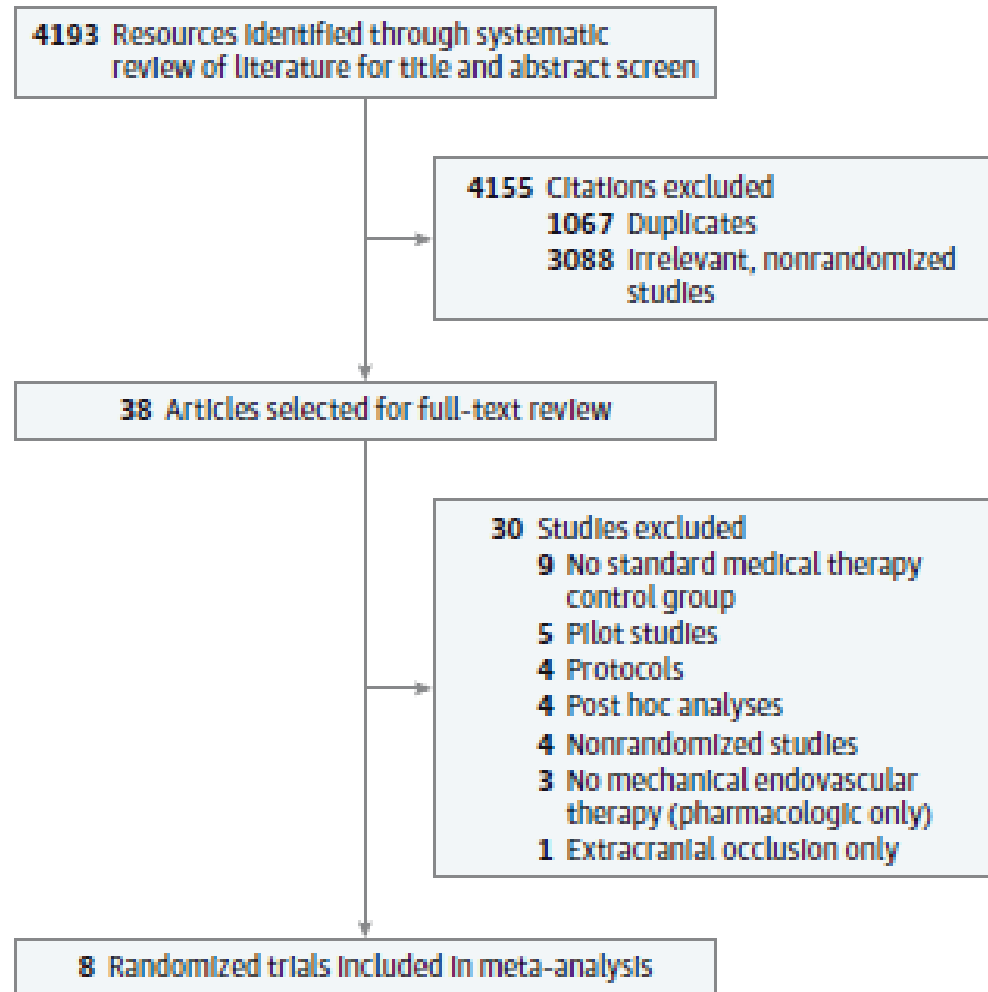 4193 Resources identified through systematic
review of literature for title and abstract screen
4155 Citations excluded
1067 Duplicates
3088 Irrelevant, nonrandomized
studies
38 Articles selected for full-text review
30 Studies excluded
9 No standard medical therapy
control group
5 Pilot studies
4 Protocols
4 Post hoc analyses
4 Nonrandomized studies
3 No mechanical endovascular
therapy (pharmacologic only)
1 Extracranial occlusion only
8 Randomized trials included in meta-analysis